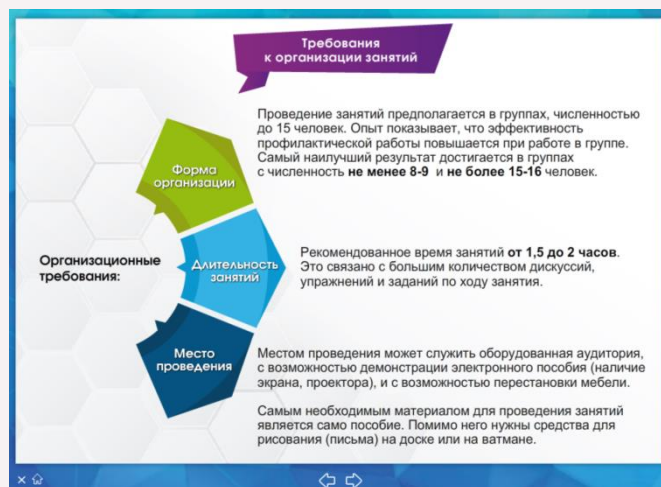 Требования
к организации занятий
Проведение занятий предполагается в группах, численностью
до 15 человек. Опыт показывает, что эффективность
профилактической работы повышается при работе в группе.
Самый наилучший результат достигается в группах
с численность не менее 8-9 и не более 15-16 человек.
Форма
организации
Организационные
требования:
Длительность
занятий
Рекомендованное время занятий от 1,5 до 2 часов.
Это связано с большим количеством дискуссий,
упражнений и заданий по ходу занятия.
Место
проведения
Местом проведения может служить оборудованная аудитория,
с возможностью демонстрации электронного пособия (наличие
экрана, проектора), и с возможностью перестановки мебели.
Самым необходимым материалом для проведения занятий
является само пособие. Помимо него нужны средства для
рисования (письма) на доске или на ватмане.